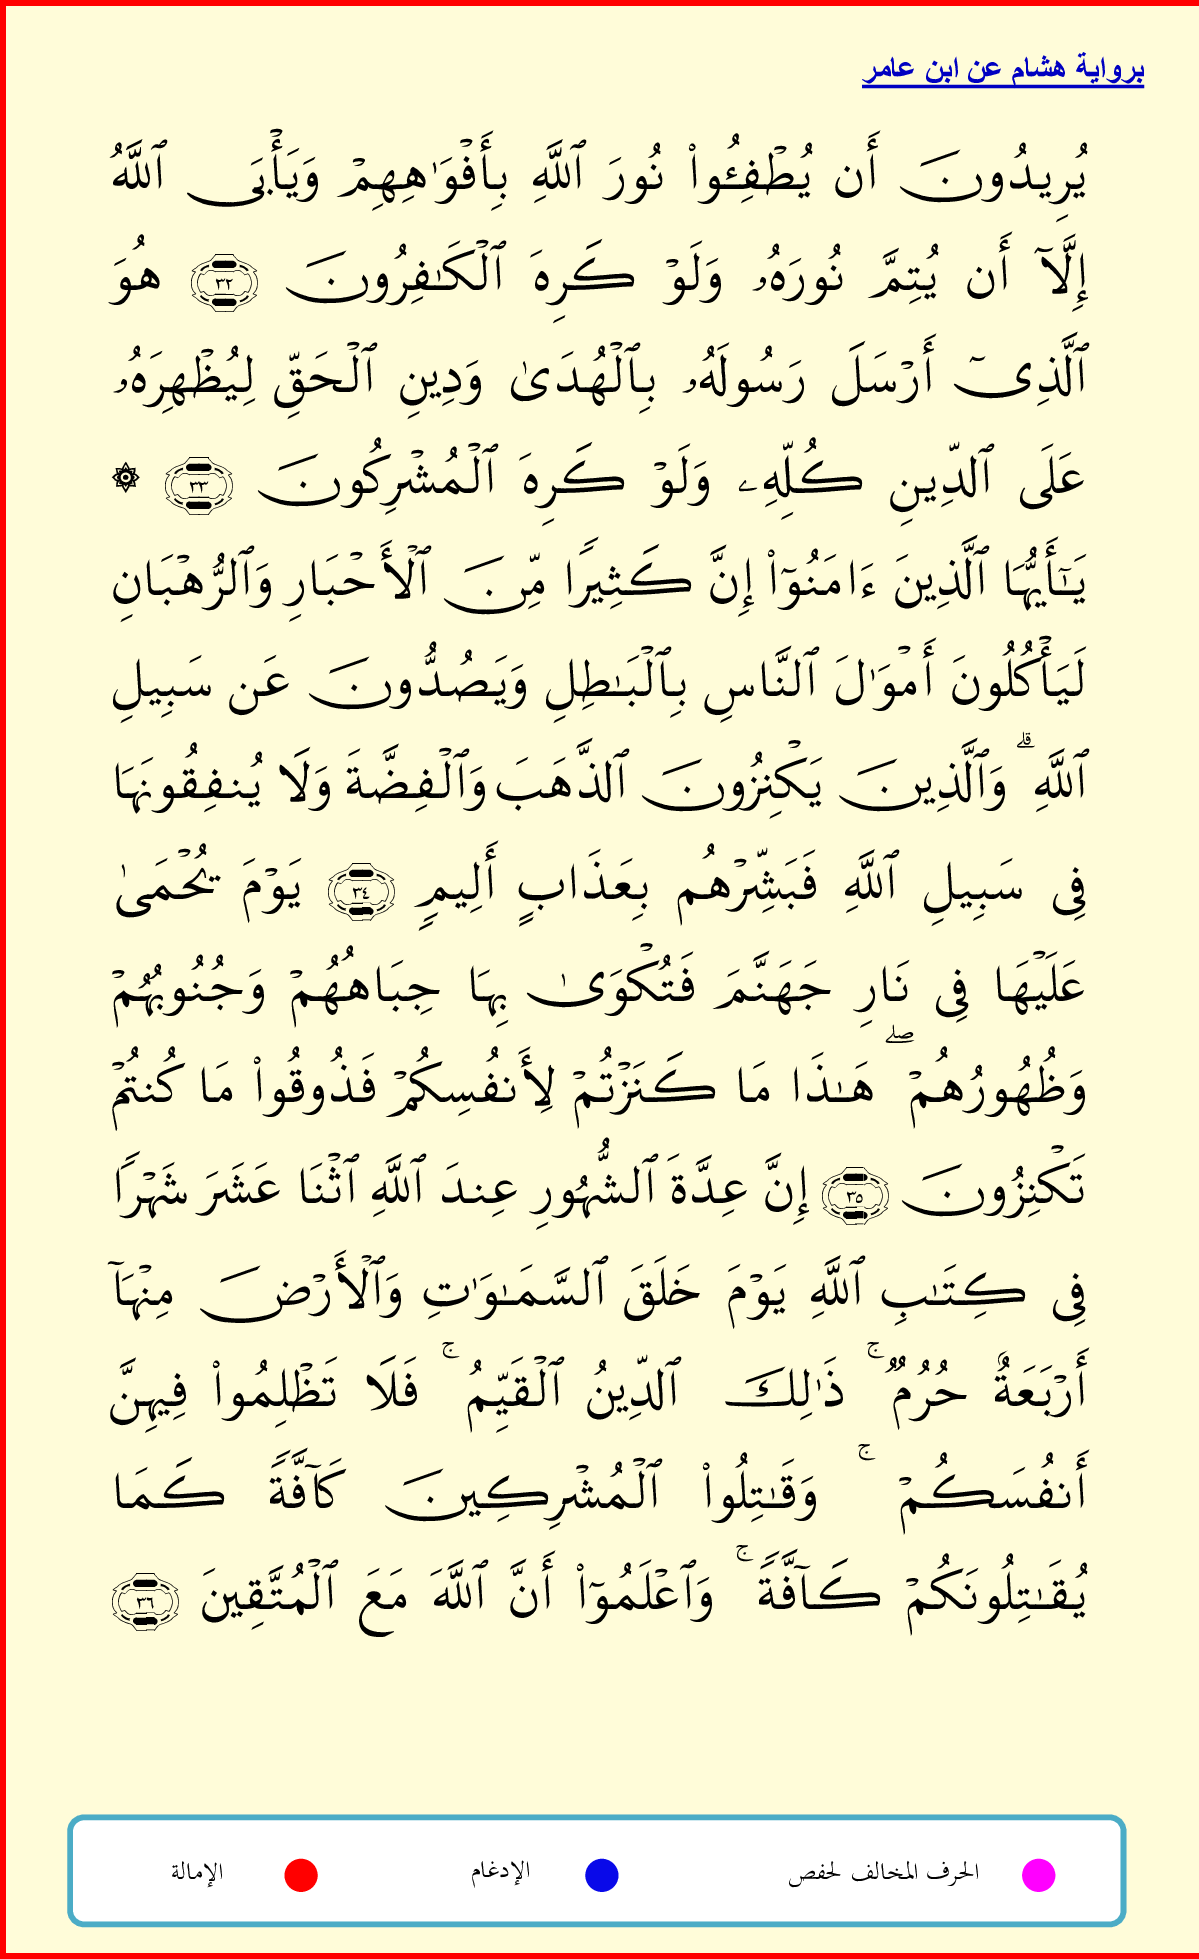 برواية هشام عن ابن عامر
يُرِيدُونَ أَن يُطْفِـُٔوا۟ نُورَ ٱللَّهِ بِأَفْوَٰهِهِمْ وَيَأْبَى ٱللَّهُ
إِلَّآ أَن يُتِمَّ نُورَهُۥ وَلَوْ كَرِهَ ٱلْكَـٰفِرُونَ ٣٢ هُوَ
ٱلَّذِىٓ أَرْسَلَ رَسُولَهُۥ بِٱلْهُدَىٰ وَدِينِ ٱلْحَقِّ لِيُظْهِرَهُۥ
عَلَى ٱلدِّينِ كُلِّهِۦ وَلَوْ كَرِهَ ٱلْمُشْرِكُونَ ٣٣ ۞
يَـٰٓأَيُّهَا ٱلَّذِينَ ءَامَنُوٓا۟ إِنَّ كَثِيرًا مِّنَ ٱلْأَحْبَارِ وَٱلرُّهْبَانِ
لَيَأْكُلُونَ أَمْوَٰلَ ٱلنَّاسِ بِٱلْبَـٰطِلِ وَيَصُدُّونَ عَن سَبِيلِ
ٱللَّهِ ۗ وَٱلَّذِينَ يَكْنِزُونَ ٱلذَّهَبَ وَٱلْفِضَّةَ وَلَا يُنفِقُونَهَا
فِى سَبِيلِ ٱللَّهِ فَبَشِّرْهُم بِعَذَابٍ أَلِيمٍ ٣٤ يَوْمَ يُحْمَىٰ
عَلَيْهَا فِى نَارِ جَهَنَّمَ فَتُكْوَىٰ بِهَا جِبَاهُهُمْ وَجُنُوبُهُمْ
وَظُهُورُهُمْ ۖ هَـٰذَا مَا كَنَزْتُمْ لِأَنفُسِكُمْ فَذُوقُوا۟ مَا كُنتُمْ
تَكْنِزُونَ ٣٥ إِنَّ عِدَّةَ ٱلشُّهُورِ عِندَ ٱللَّهِ ٱثْنَا عَشَرَ شَهْرًا
فِى كِتَـٰبِ ٱللَّهِ يَوْمَ خَلَقَ ٱلسَّمَـٰوَٰتِ وَٱلْأَرْضَ مِنْهَآ
أَرْبَعَةٌ حُرُمٌ ۚ ذَٰلِكَ ٱلدِّينُ ٱلْقَيِّمُ ۚ فَلَا تَظْلِمُوا۟ فِيهِنَّ
أَنفُسَكُمْ ۚ وَقَـٰتِلُوا۟ ٱلْمُشْرِكِينَ كَآفَّةً كَمَا
يُقَـٰتِلُونَكُمْ كَآفَّةً ۚ وَٱعْلَمُوٓا۟ أَنَّ ٱللَّهَ مَعَ ٱلْمُتَّقِينَ ٣٦
الحرف المخالف لحفص الإدغام الإمالة